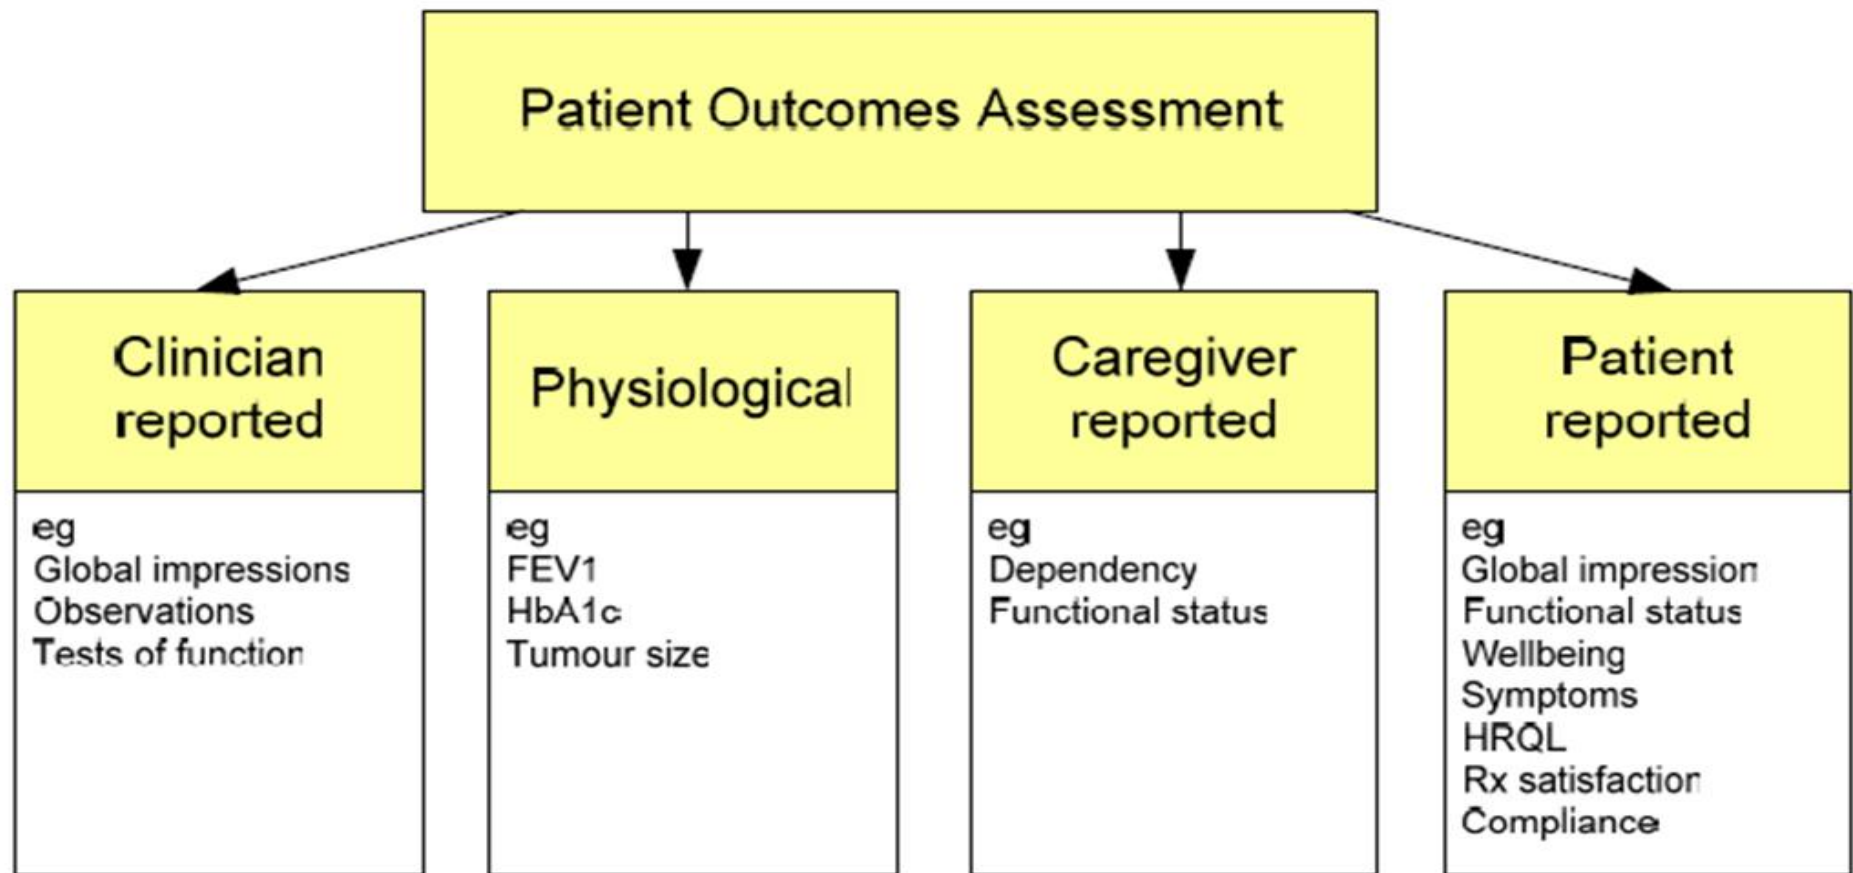 Patient Outcomes Assessment
Clinician
reported
eg
Global impressions
Observations
Tests of function
Physiological
eg
FEV1
HbA1c
Tumour size
Caregiver
reported
eg
Dependency
Functional status
Patient
reported
eg
Global impression
Functional status
Wellbeing
Symptoms
HRQL
Rx satisfaction
Compliance